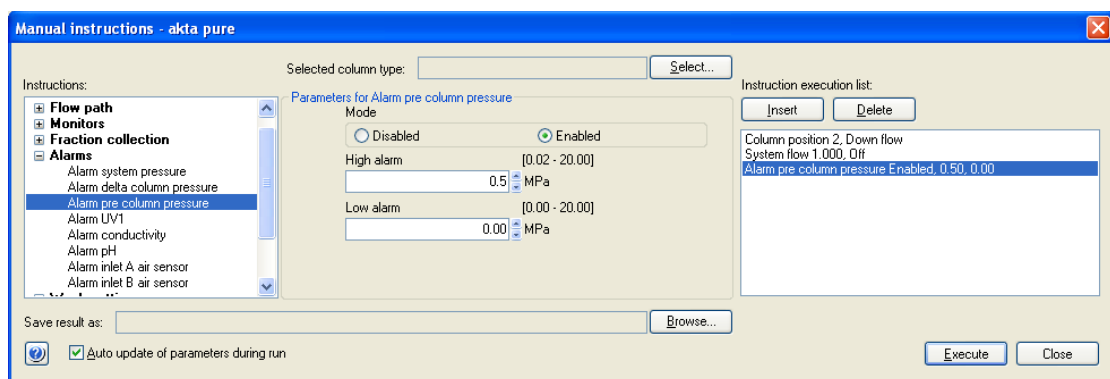 Manual instructions - akta pure
Selected column type:
Select...
Instructions:
Flow path
Monitors
Fraction collection
Alarms
Alarm system pressure
Alarm delta column pressure
Alarm pre column pressure
Alarm UV1
Alarm conductivity
Alarm pH
Alarm inlet A air sensor
Alarm inlet B air sensor
Parameters for Alarm pre column pressure
Mode
Disabled Enabled
High alarm [0.02 - 20.00]
0.5 MPa
Low alarm [0.00 - 20.00]
0.00 MPa
Instruction execution list:
Insert Delete
Column position 2, Down flow
System flow 1.000, Off
Alarm pre column pressure Enabled, 0.50, 0.00
Save result as:
Browse...
Auto update of parameters during run
Execute Close